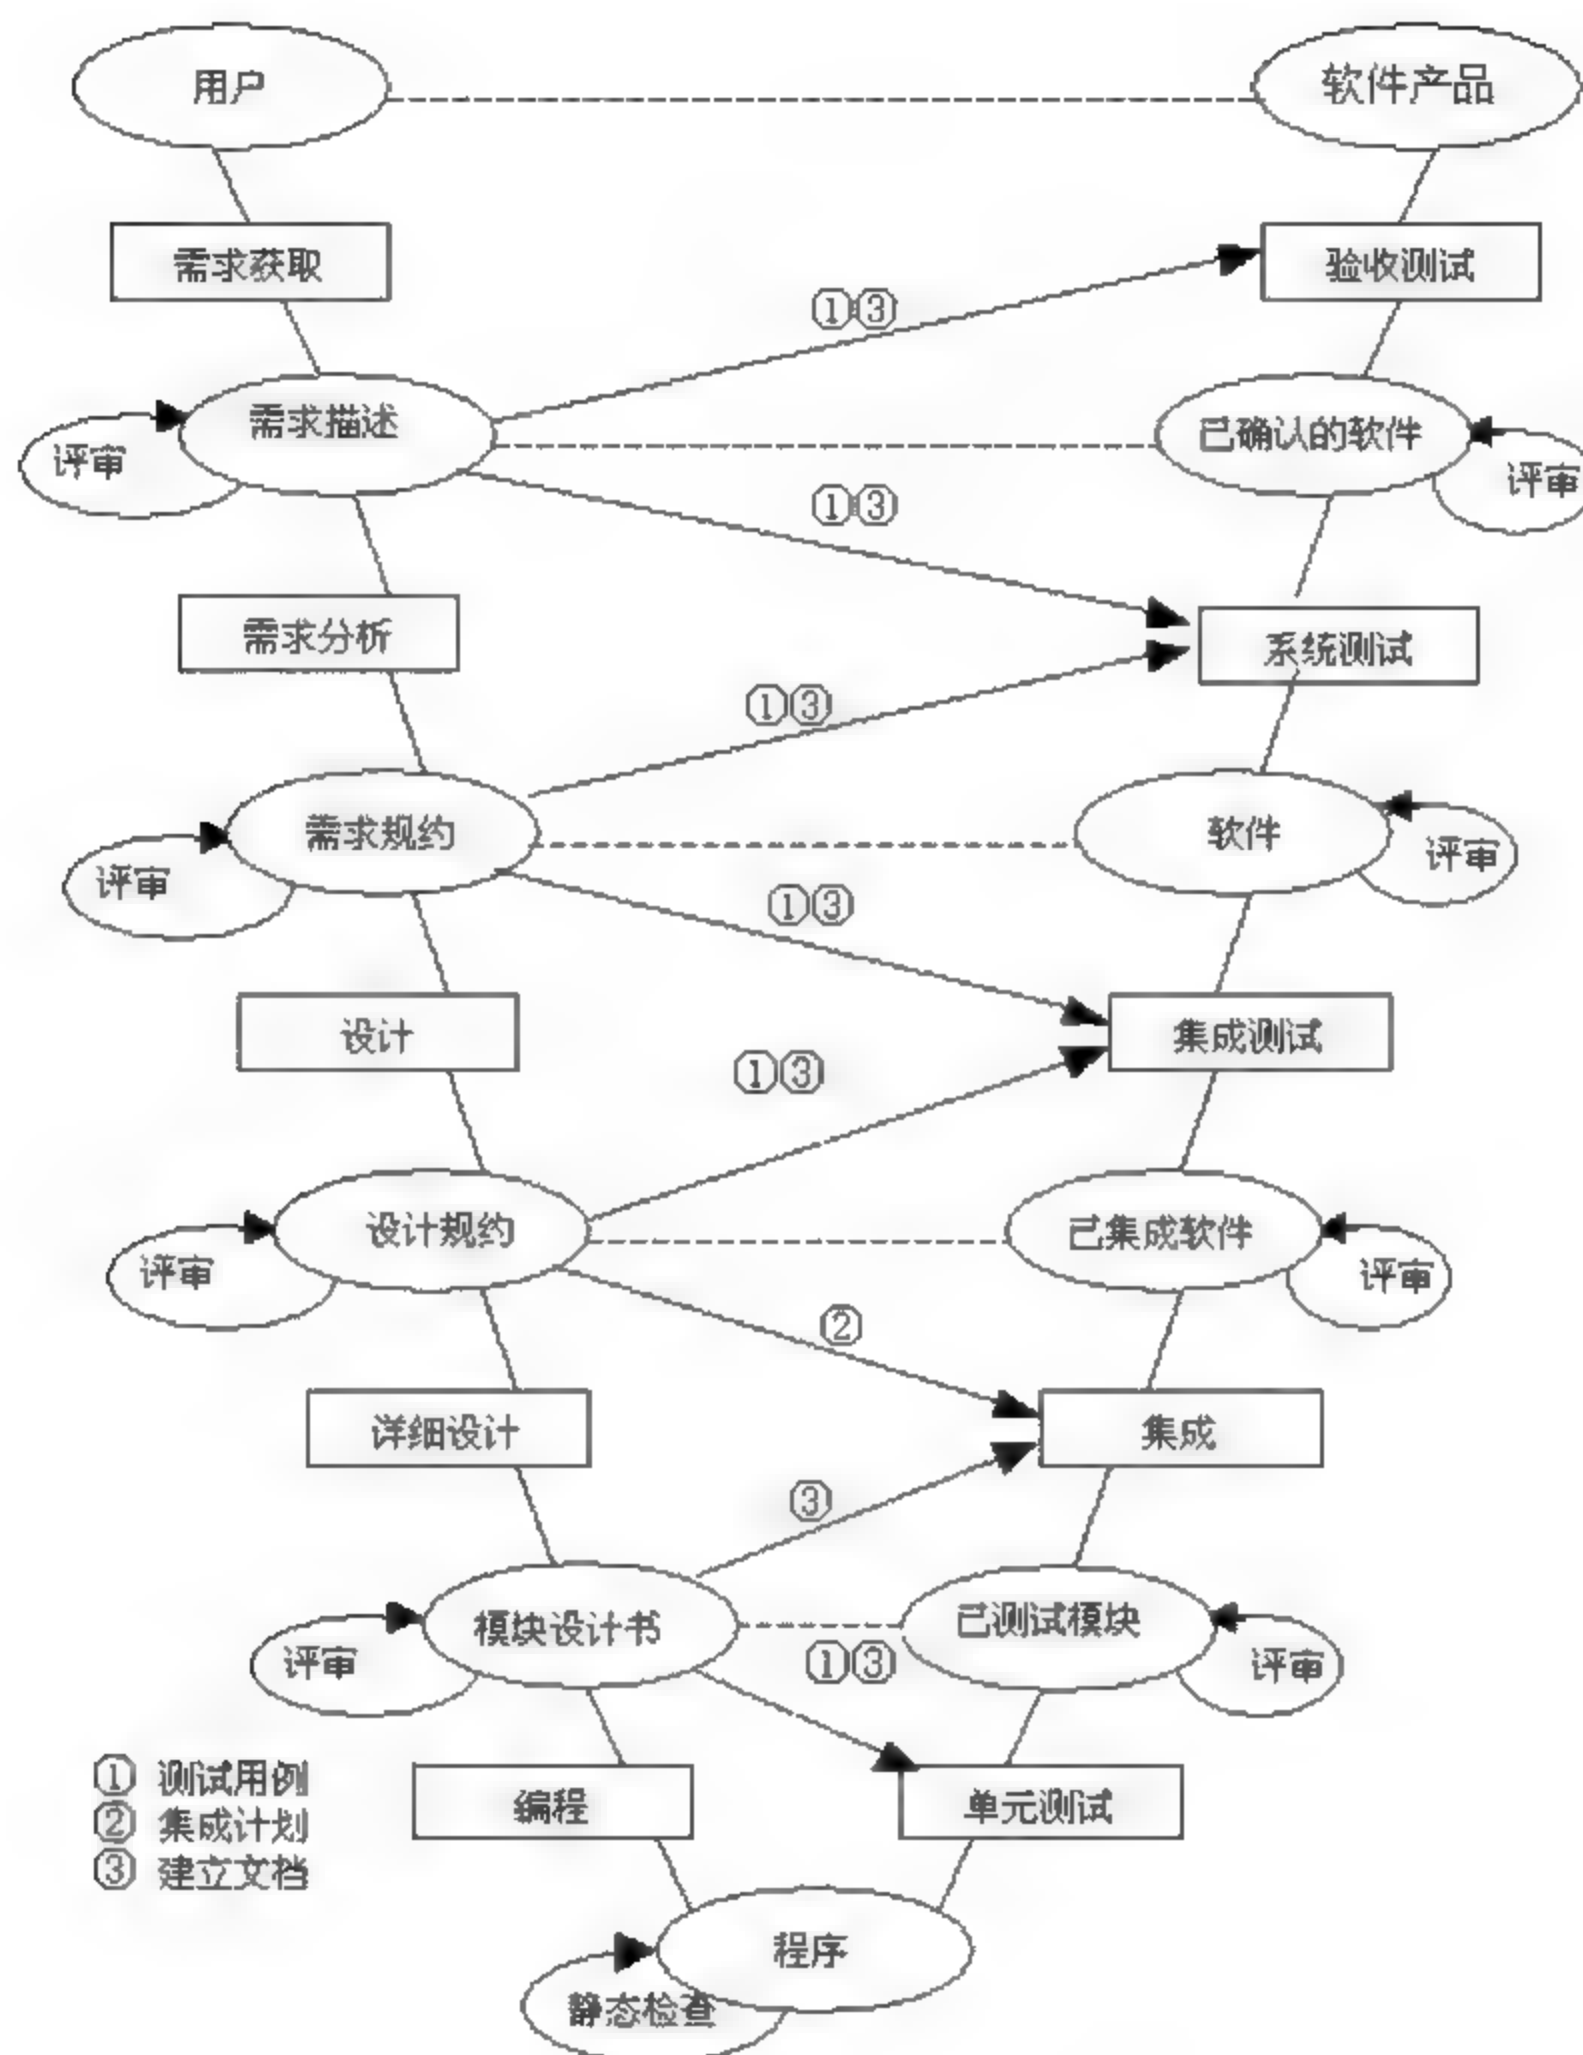 用户
软件产品
需求获取
验收测试
①③
需求描述
已确认的软件
评审
评审
①③
需求分析
系统测试
①③
需求规约
软件
评审
评审
①③
设计
集成测试
①③
设计规约
已集成软件
评审
评审
②
详细设计
集成
③
模块设计书
已测试模块
评审
①③
评审
① 测试用例
② 集成计划
③ 建立文档
编程
单元测试
程序
静态检查